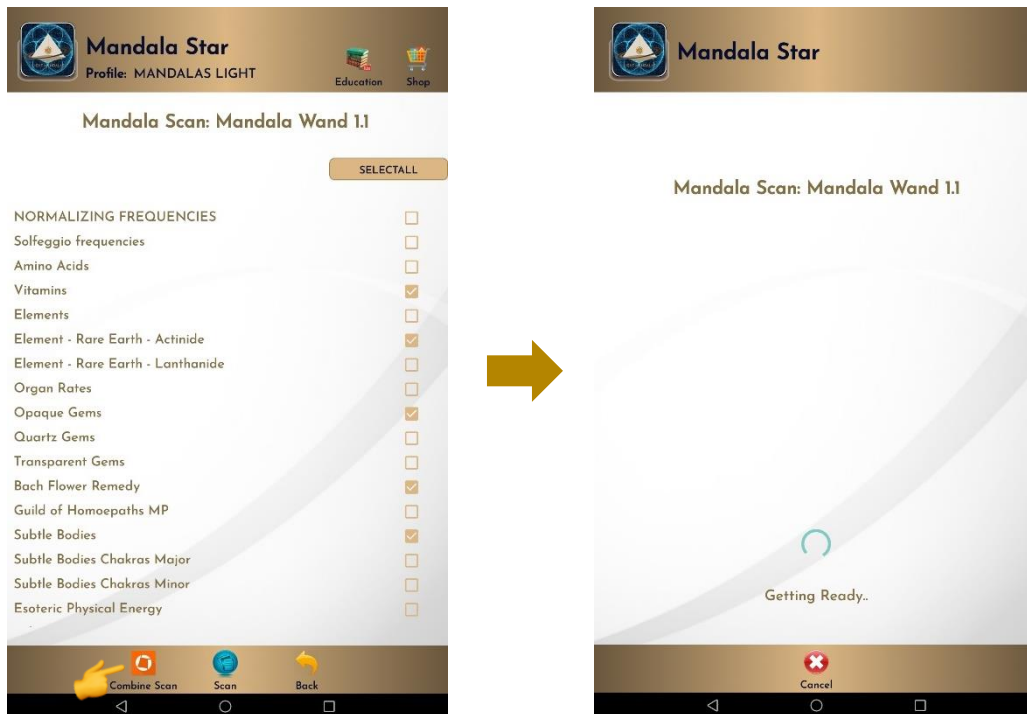 Mandala Star
Profile: MANDALAS LIGHT
Education
Shop
Mandala Scan: Mandala Wand 1.1
SELECTALL
NORMALIZING FREQUENCIES
Solfeggio frequencies
Amino Acids
Vitamins
Elements
Element - Rare Earth - Actinide
Element - Rare Earth - Lanthanide
Organ Rates
Opaque Gems
Quartz Gems
Transparent Gems
Bach Flower Remedy
Guild of Homoepaths MP
Subtle Bodies
Subtle Bodies Chakras Major
Subtle Bodies Chakras Minor
Esoteric Physical Energy
Combine Scan
Scan
Back
Mandala Star
Mandala Scan: Mandala Wand 1.1
Getting Ready..
Cancel